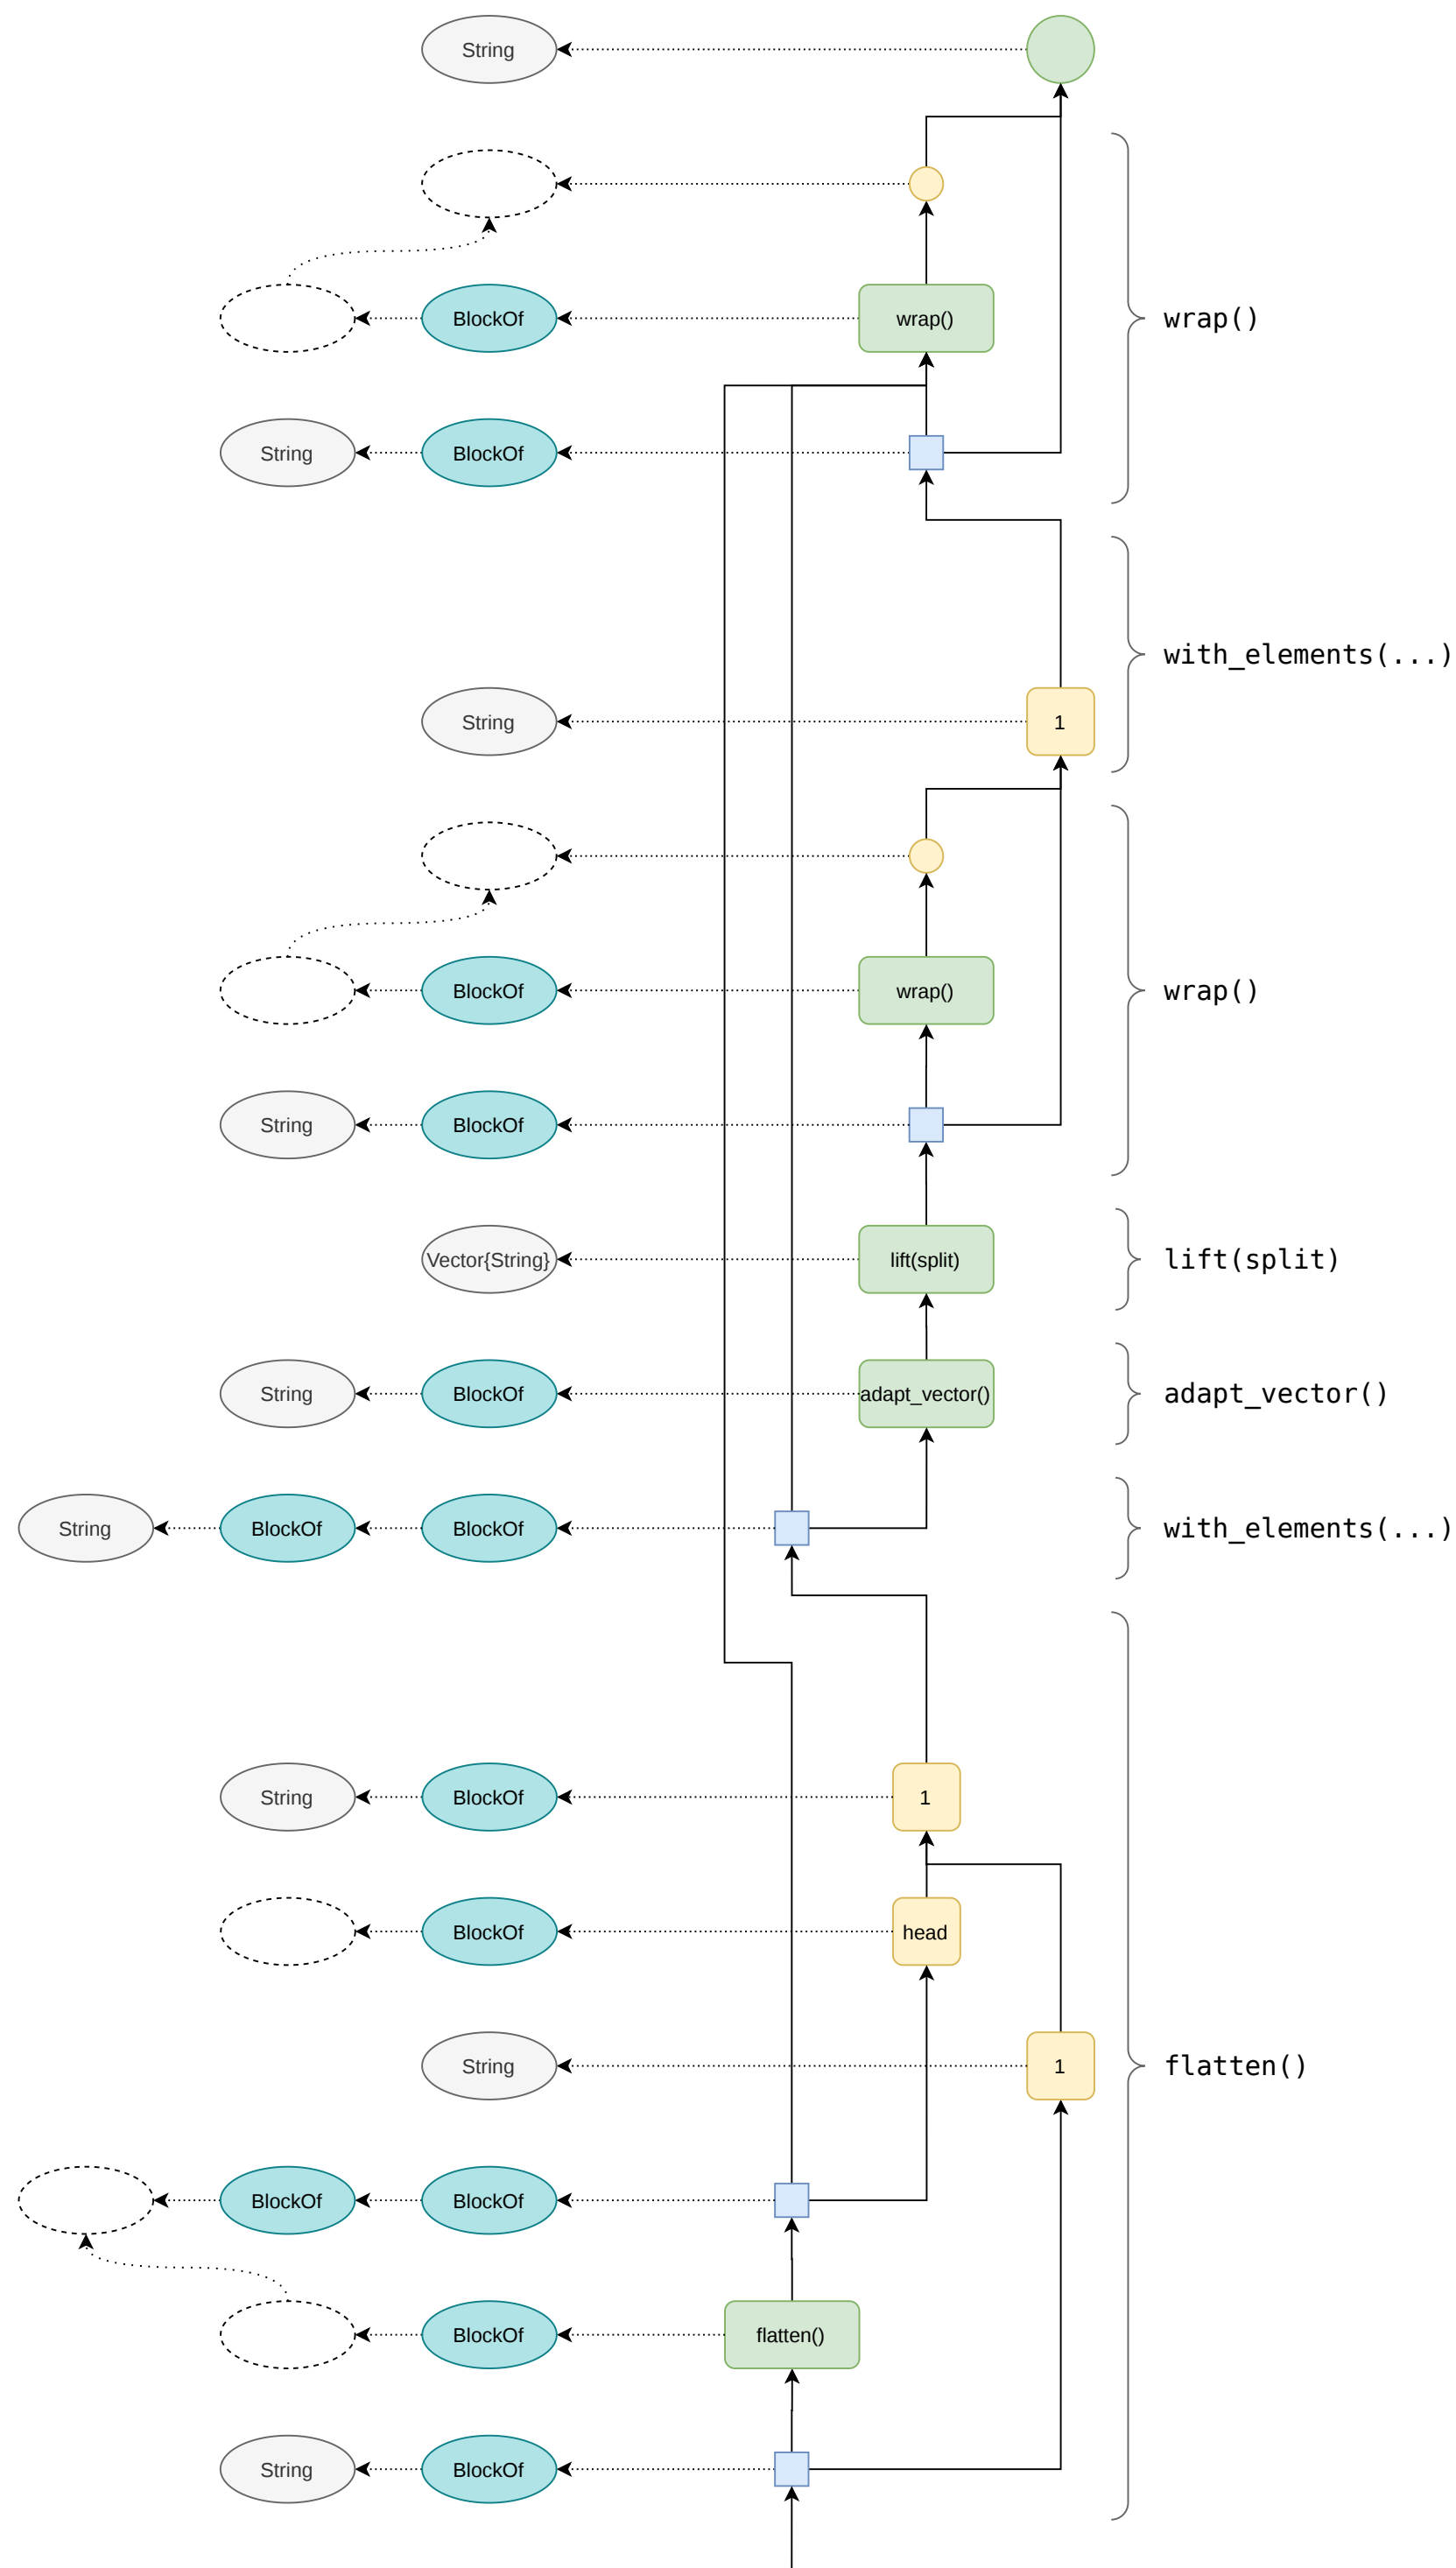 String
BlockOf
wrap()
wrap()
String
BlockOf
with_elements(...)
String
1
BlockOf
wrap()
wrap()
String
BlockOf
Vector{String}
lift(split)
lift(split)
String
BlockOf
adapt_vector()
adapt_vector()
String
BlockOf
BlockOf
with_elements(...)
String
BlockOf
1
BlockOf
head
String
1
flatten()
BlockOf
BlockOf
BlockOf
flatten()
String
BlockOf